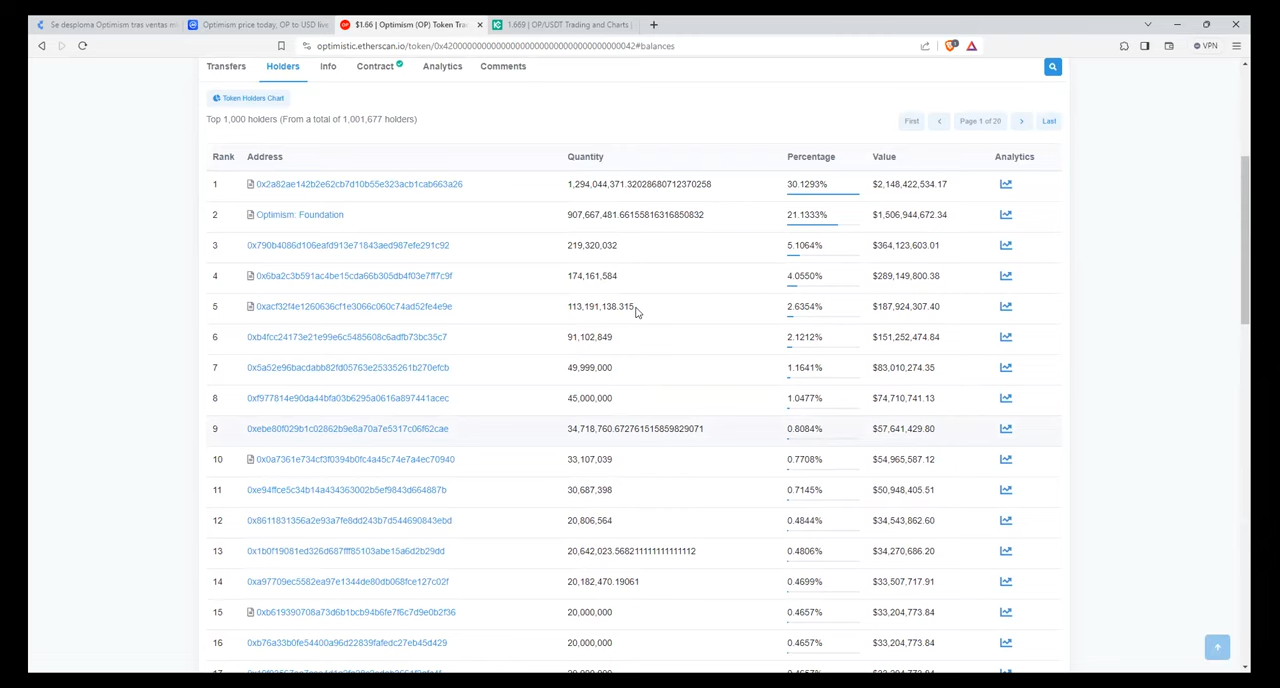 Se desploma Optimism tras ventas m
Optimism price today, OP to USD live
$1.66 | Optimism (OP) Token Tra
1.669 | OP/USDT Trading and Charts
optimistic.etherscan.io/token/0x4200000000000000000000000000000000000042#balances
VPN
Transfers Holders Info Contract Analytics Comments
Token Holders Chart
Top 1,000 holders (From a total of 1,001,677 holders)
First Page 1 of 20 Last
Rank Address Quantity Percentage Value Analytics
1 0x2a82ae142b2e62cb7d10b55e323acb1cab663a26 1,294,044,371.32028680712370258 30.1293% $2,148,422,534.17
2 Optimism: Foundation 907,667,481.66155816316850832 21.1333% $1,506,944,672.34
3 0x790b4086d106eafd913e71843aed987efe291c92 219,320,032 5.1064% $364,123,603.01
4 0x6ba2c3b591ac4be15cda66b305db4f03e7ff7c9f 174,161,584 4.0550% $289,149,800.38
5 0xacf32f4e1260636cf1e3066c060c74ad52fe4e9e 113,191,138.315 2.6354% $187,924,307.40
6 0xb4fcc24173e21e99e6c5485608c6adfb73bc35c7 91,102,849 2.1212% $151,252,474.84
7 0x5a52e96bacdabb82fd05763e25335261b270efcb 49,999,000 1.1641% $83,010,274.35
8 0xf977814e90da44bfa03b6295a0616a897441acec 45,000,000 1.0477% $74,710,741.13
9 0xebe80f029b1c02862b9e8a70a7e5317c06f62cae 34,718,760.672761515859829071 0.8084% $57,641,429.80
10 0x0a7361e734cf3f0394b0fc4a45c74e7a4ec70940 33,107,039 0.7708% $54,965,587.12
11 0xe94ffce5c34b14a434363002b5ef9843d664887b 30,687,398 0.7145% $50,948,405.51
12 0x8611831356a2e93a7fe8dd243b7d544690843ebd 20,806,564 0.4844% $34,543,862.60
13 0x1b0f19081ed326d687fff85103abe15a6d2b29dd 20,642,023.568211111111111112 0.4806% $34,270,686.20
14 0xa97709ec5582ea97e1344de80db068fce127c02f 20,182,470.19061 0.4699% $33,507,717.91
15 0xb619390708a73d6b1bcb94b6fe7f6c7d9e0b2f36 20,000,000 0.4657% $33,204,773.84
16 0xb76a33b0fe54400a96d22839fafedc27eb45d429 20,000,000 0.4657% $33,204,773.84